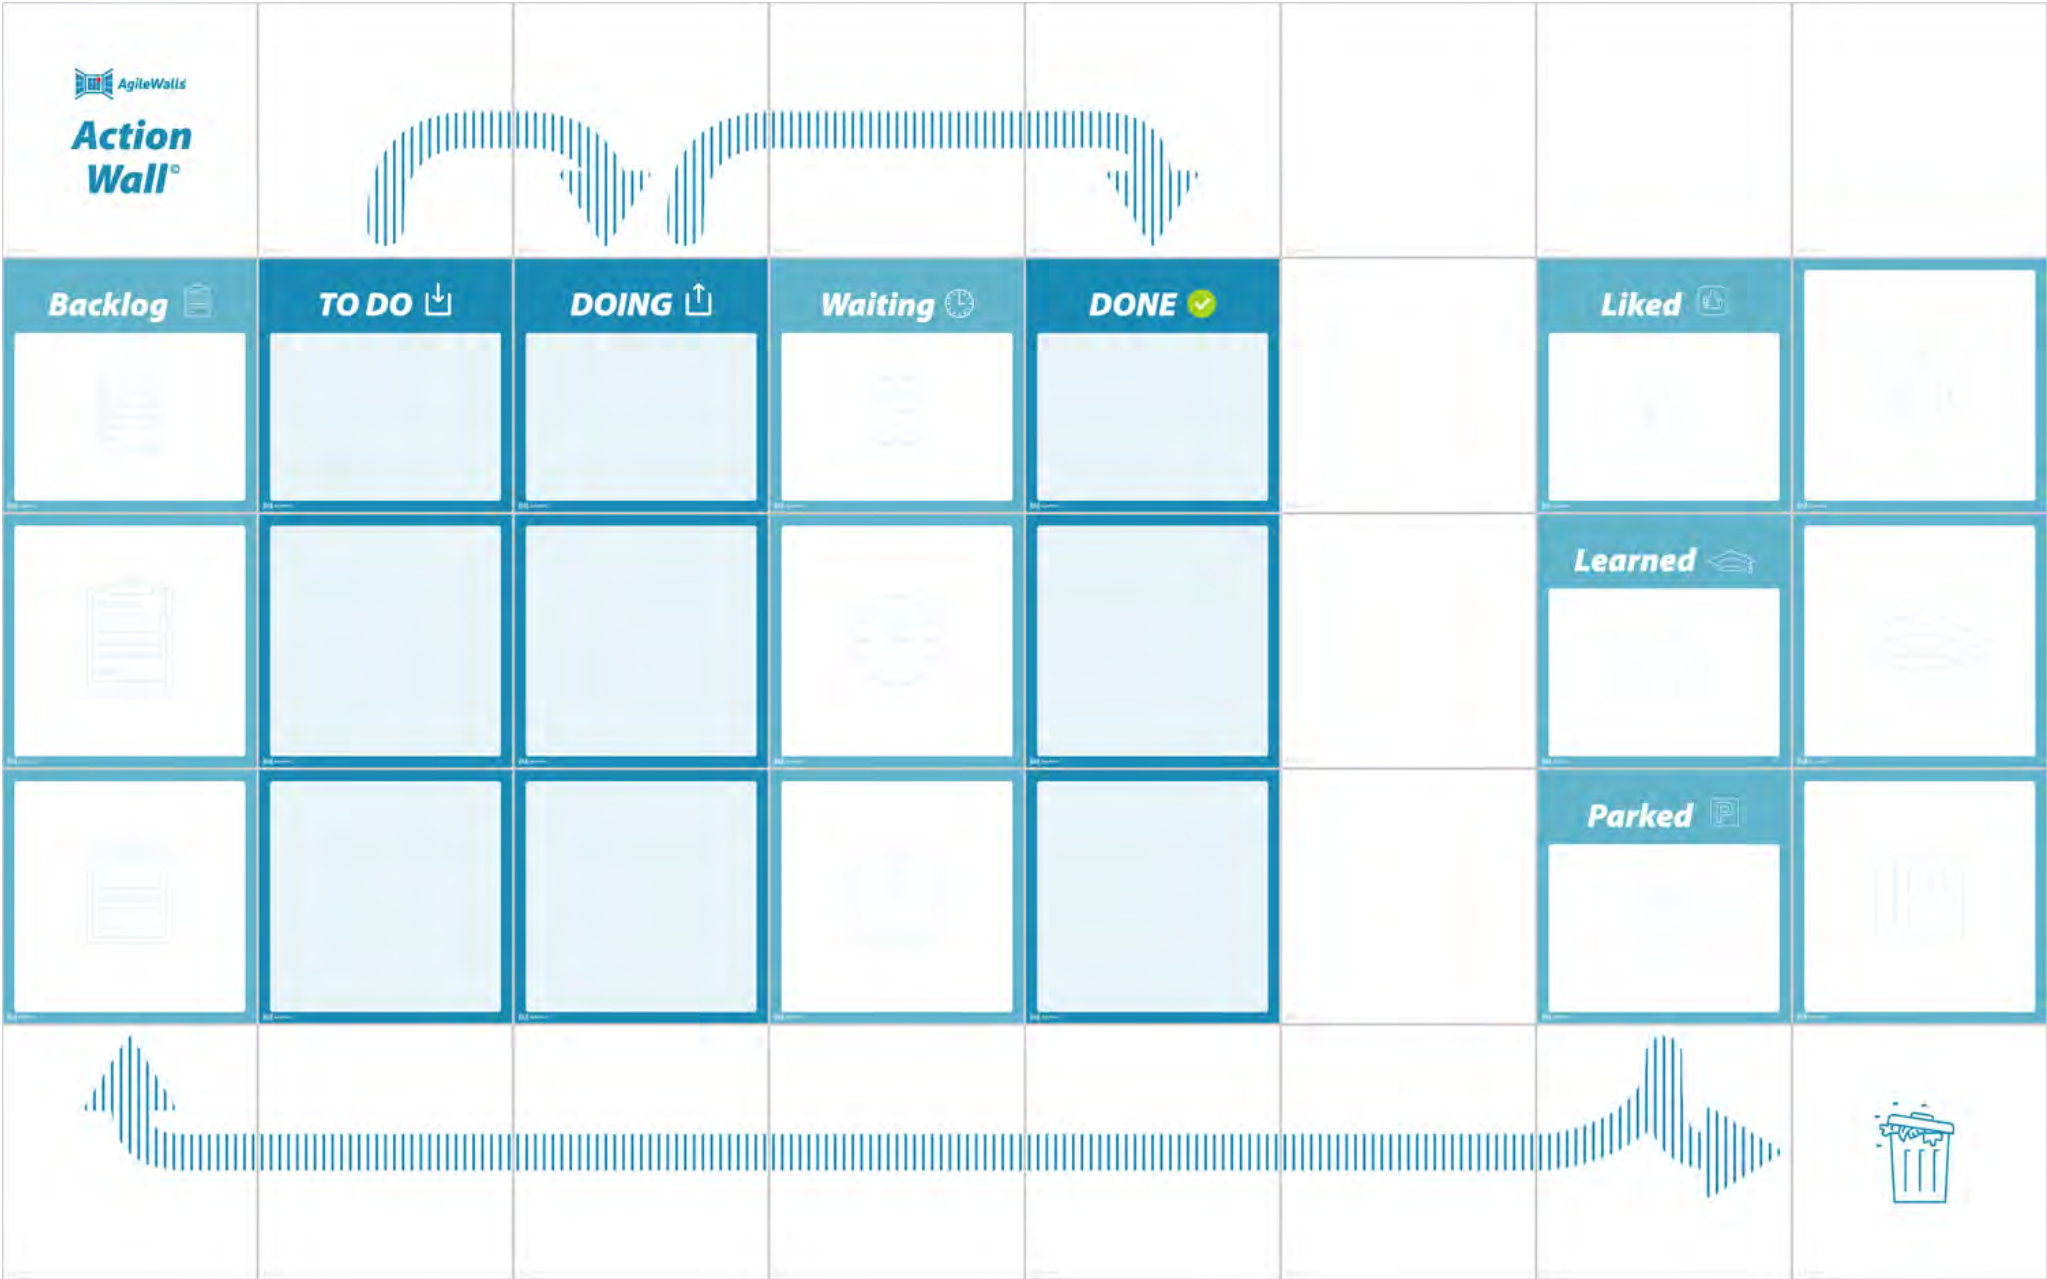 AgileWalls
Action
Wall©
Backlog
TO DO
DOING
Waiting
DONE
Liked
Learned
Parked
P